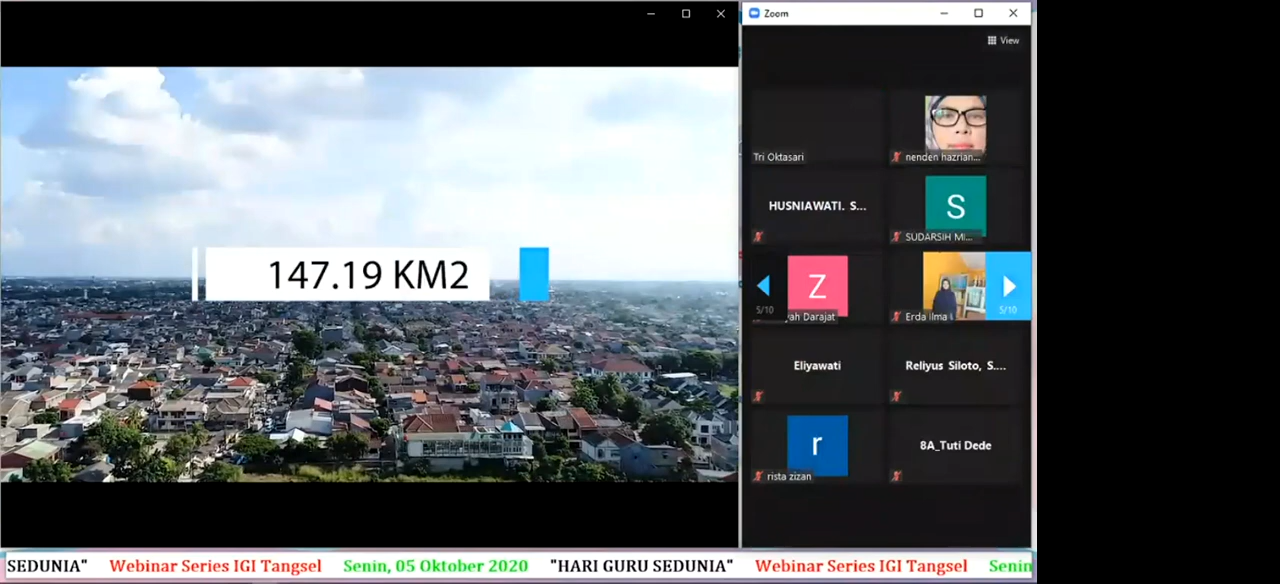 Zoom
View
147.19 KM2
Tri Oktasari
nenden hazrian...
HUSNIAWATI. S...
S
SUDARSIH MI...
Z
5/10
yah Darajat
Erda Ilma
5/10
Eliyawati
Reliyus Siloto, S....
r
rista zizan
8A_Tuti Dede
SEDUNIA" Webinar Series IGI Tangsel Senin, 05 Oktober 2020 "HARI GURU SEDUNIA" Webinar Series IGI Tangsel Senin